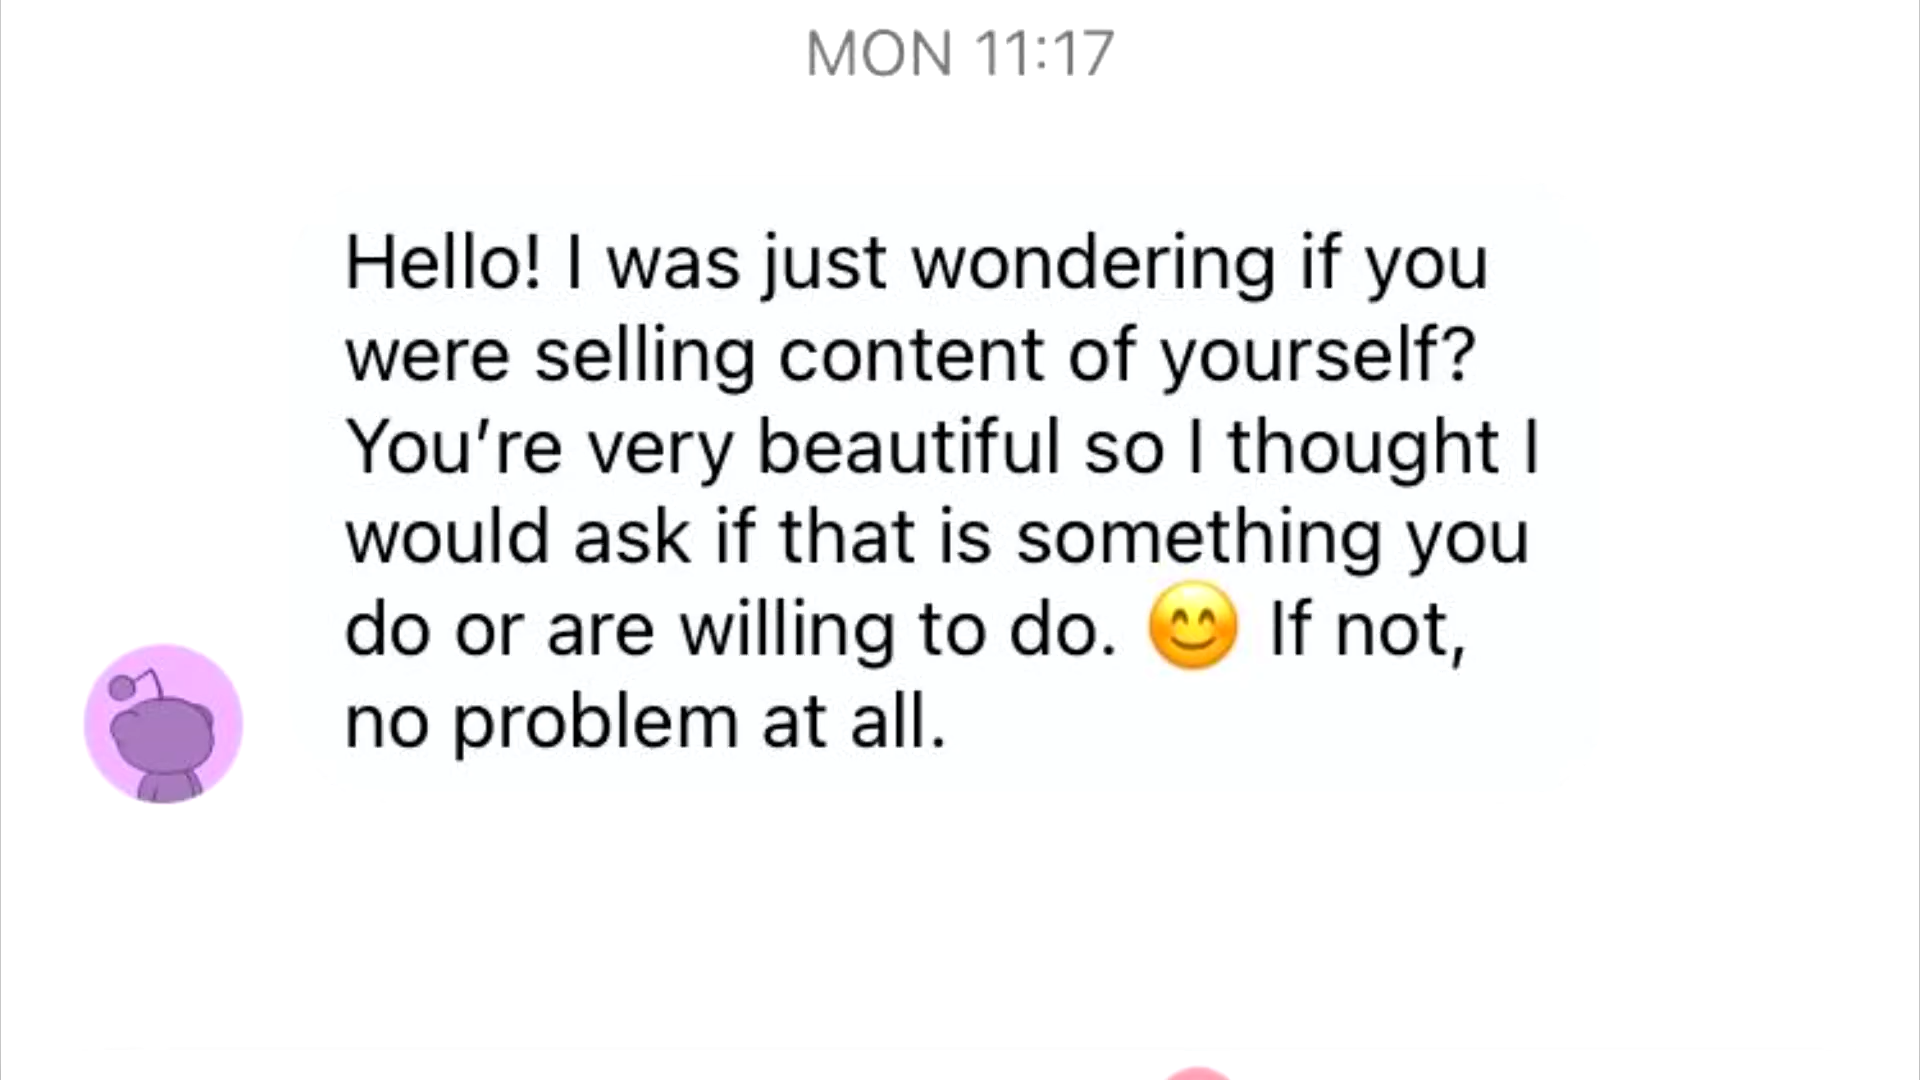 MON 11:17
Hello! I was just wondering if you
were selling content of yourself?
You’re very beautiful so I thought I
would ask if that is something you
do or are willing to do. 😊 If not,
no problem at all.